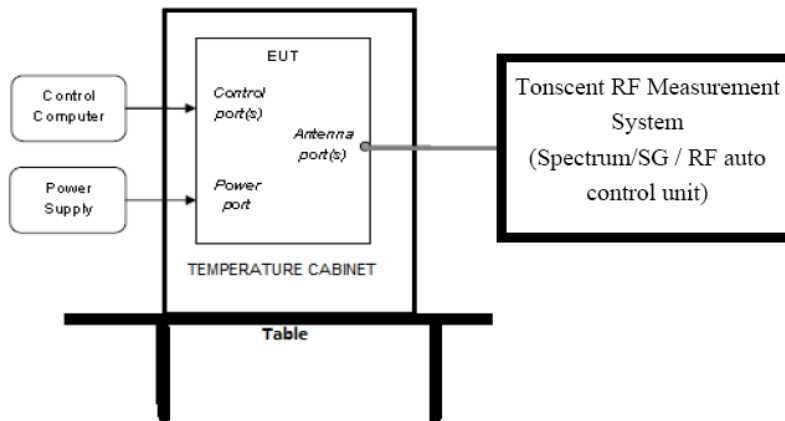 EUT
Control
Computer
Control
port(s)
Antenna
port(s)
Power
Supply
Power
port
TEMPERATURE CABINET
Table
Tonscent RF Measurement
System
(Spectrum/SG / RF auto
control unit)